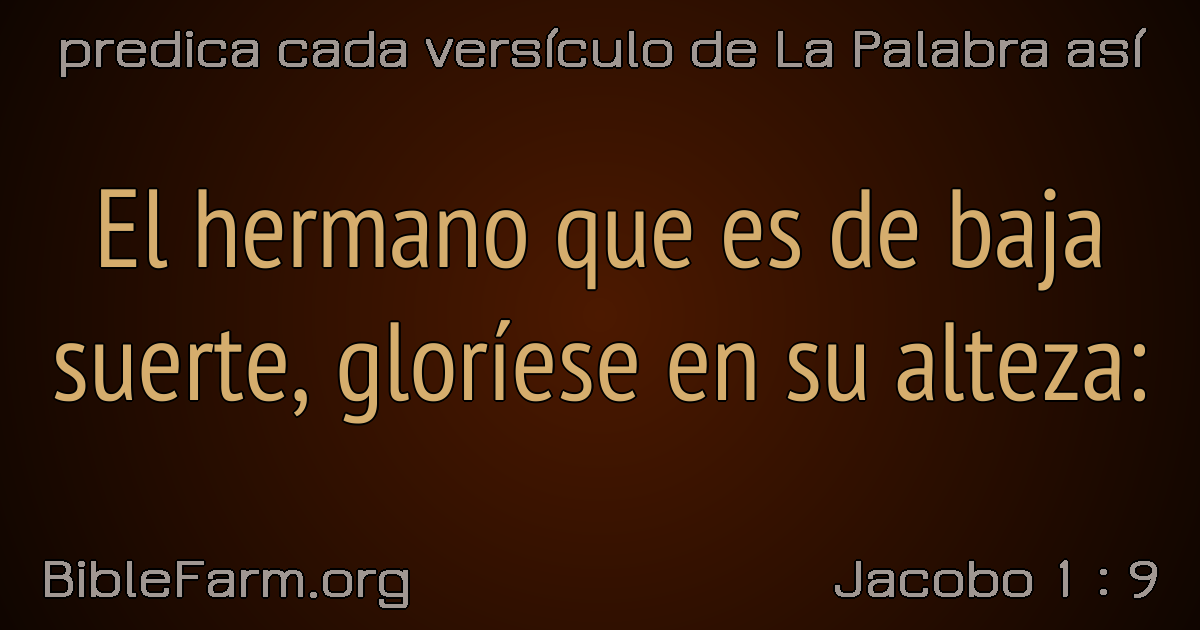 predica cada versículo de La Palabra así
El hermano que es de baja
suerte, gloríese en su alteza:
BibleFarm.org
Jacobo 1 : 9